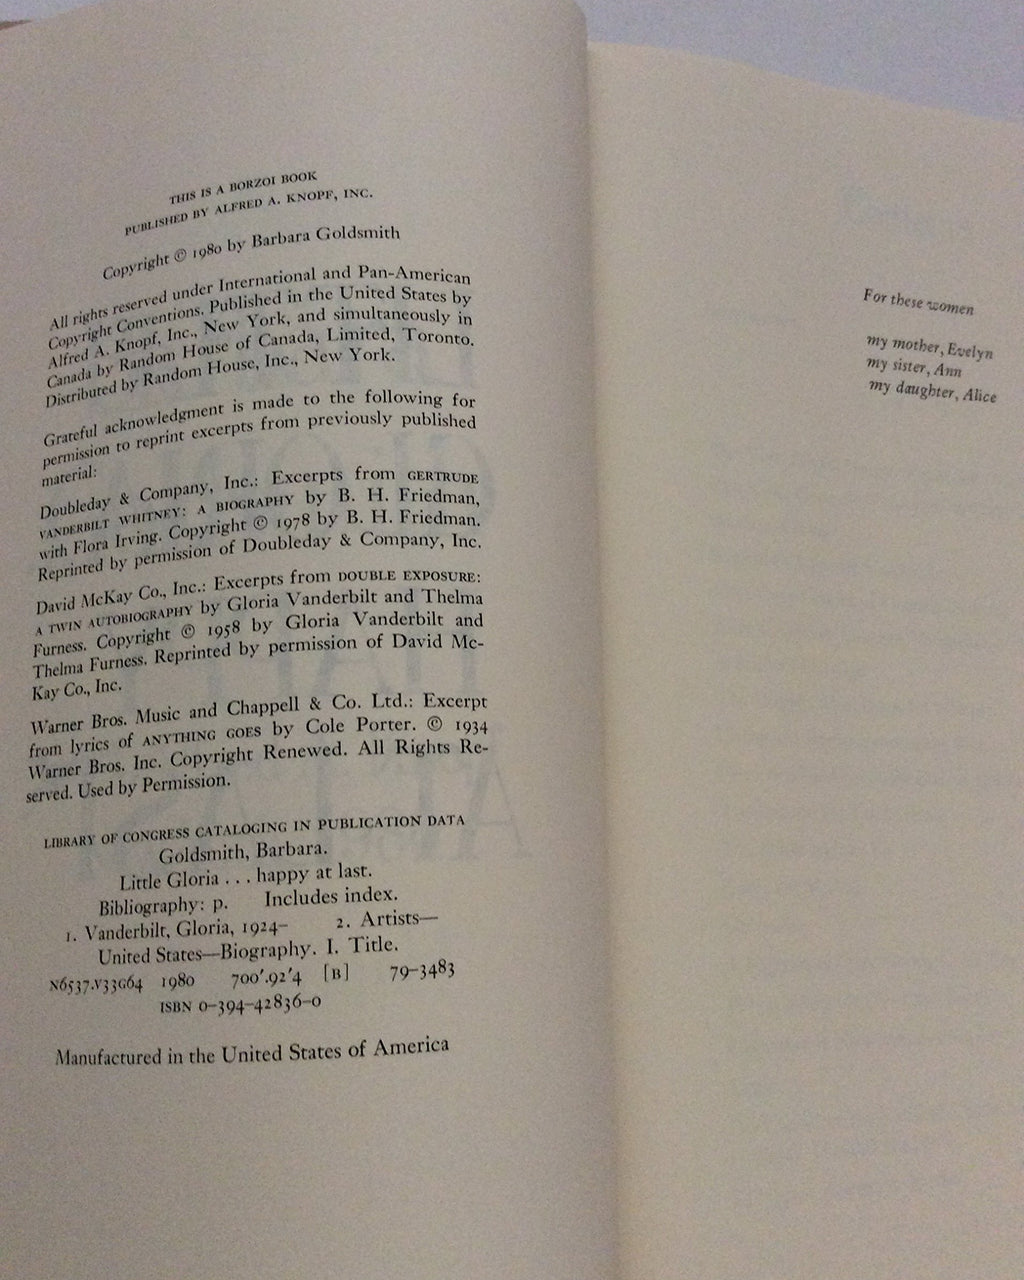 THIS IS A BORZOI BOOK
PUBLISHED BY ALFRED A. KNOPF, INC.
Copyright © 1980 by Barbara Goldsmith
All rights reserved under International and Pan-American
Copyright Conventions. Published in the United States by
Alfred A. Knopf, Inc., New York, and simultaneously in
Canada by Random House of Canada, Limited, Toronto.
Distributed by Random House, Inc., New York.
Grateful acknowledgment is made to the following for
permission to reprint excerpts from previously published
material:
Doubleday & Company, Inc.: Excerpts from GERTRUDE
VANDERBILT WHITNEY: A BIOGRAPHY by B. H. Friedman,
with Flora Irving. Copyright © 1978 by B. H. Friedman.
Reprinted by permission of Doubleday & Company, Inc.
David McKay Co., Inc.: Excerpts from DOUBLE EXPOSURE:
A TWIN AUTOBIOGRAPHY by Gloria Vanderbilt and Thelma
Furness. Copyright © 1958 by Gloria Vanderbilt and
Thelma Furness. Reprinted by permission of David Mc-
Kay Co., Inc.
Warner Bros. Music and Chappell & Co. Ltd.: Excerpt
from lyrics of ANYTHING GOES by Cole Porter. © 1934
Warner Bros. Inc. Copyright Renewed. All Rights Re-
served. Used by Permission.
LIBRARY OF CONGRESS CATALOGING IN PUBLICATION DATA
Goldsmith, Barbara.
Little Gloria . . . happy at last.
Bibliography: p. Includes index.
1. Vanderbilt, Gloria, 1924– 2. Artists—
United States—Biography. I. Title.
N6537.V33G64 1980 700'.92'4 [B] 79-3483
ISBN 0-394-42836-0
Manufactured in the United States of America
For these women
my mother, Evelyn
my sister, Ann
my daughter, Alice